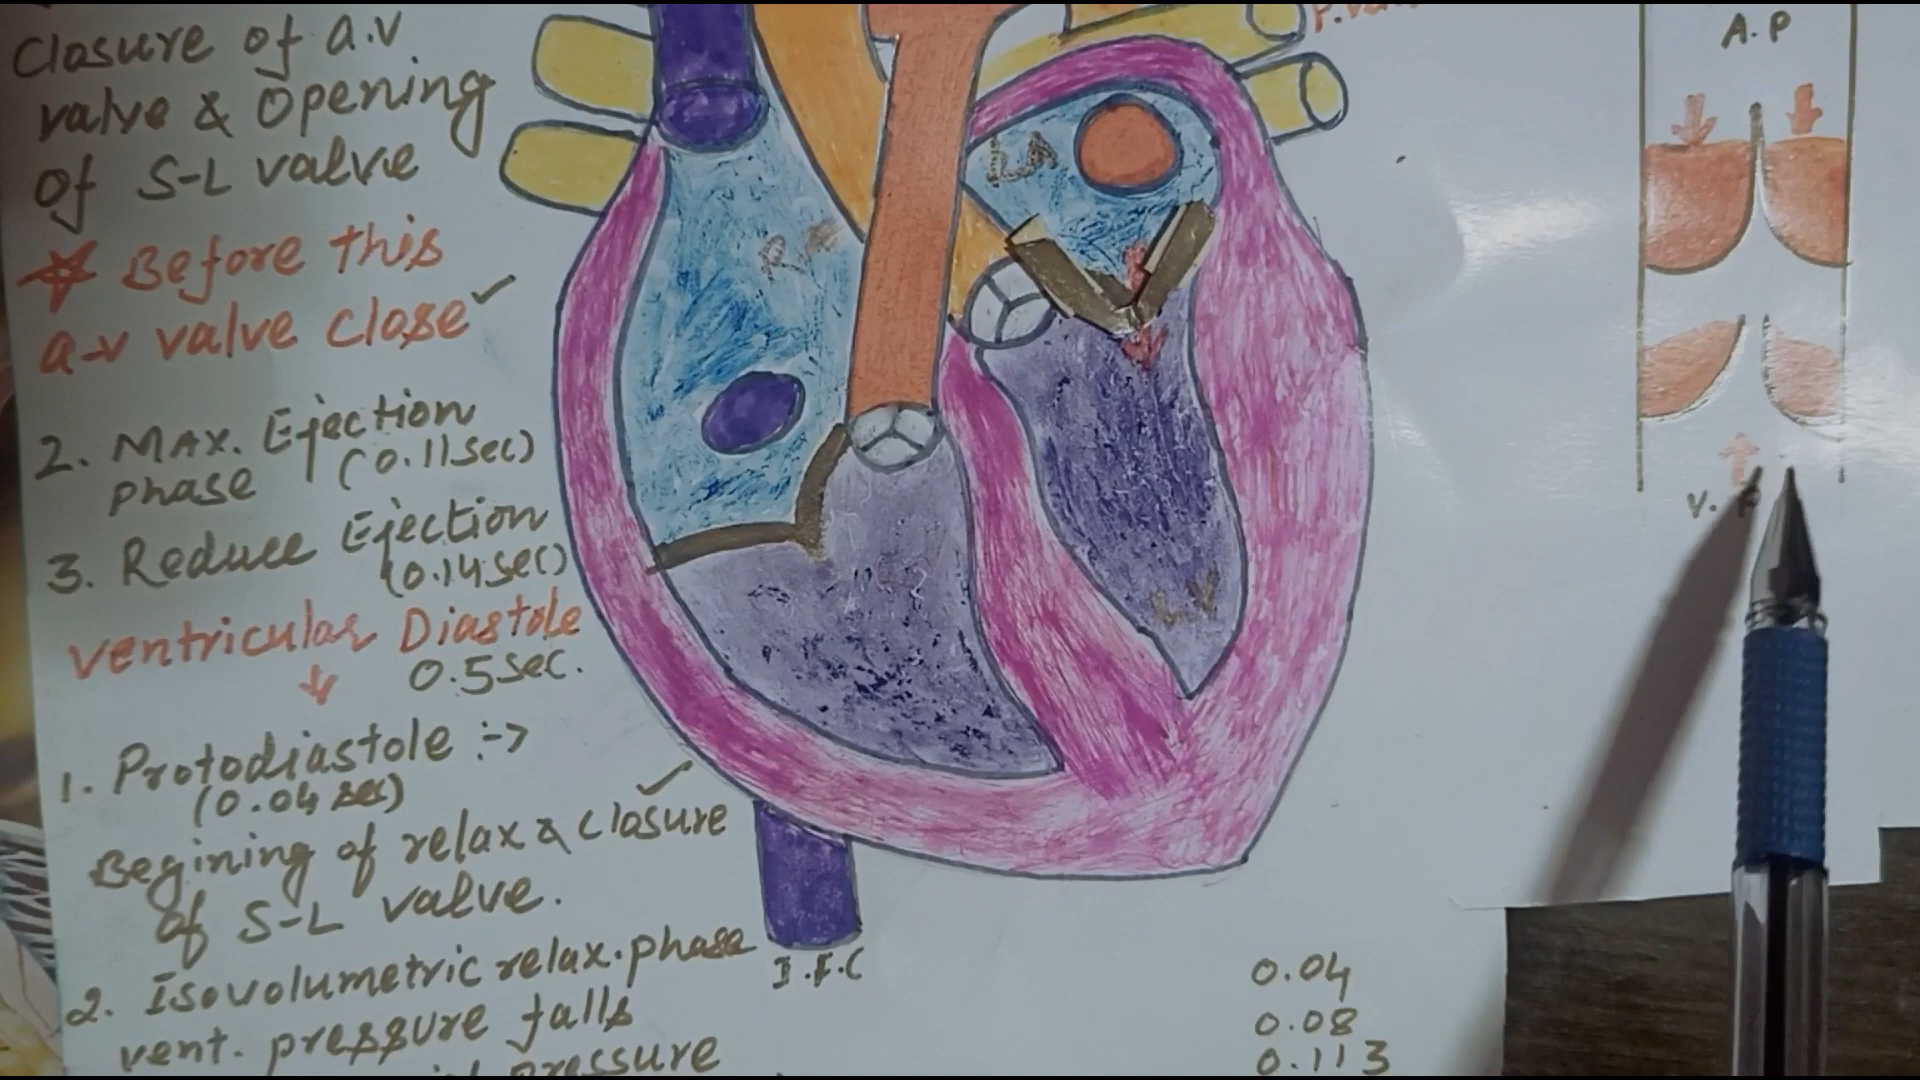 Closure of a.v
valve & Opening
of S-L valve
Before this
a-v valve close
2. Max. Ejection
phase (0.11sec)
3. Reduce Ejection
(0.14sec)
Ventricular Diastole
0.5sec.
1. Protodiastole :->
(0.04 sec)
Begining of relax & closure
of S-L valve.
2. Isovolumetric relax. phase
vent. pressure falls
pressure
LA
L.V
I.V.C
A.P
V. P
0.04
0.08
0.113